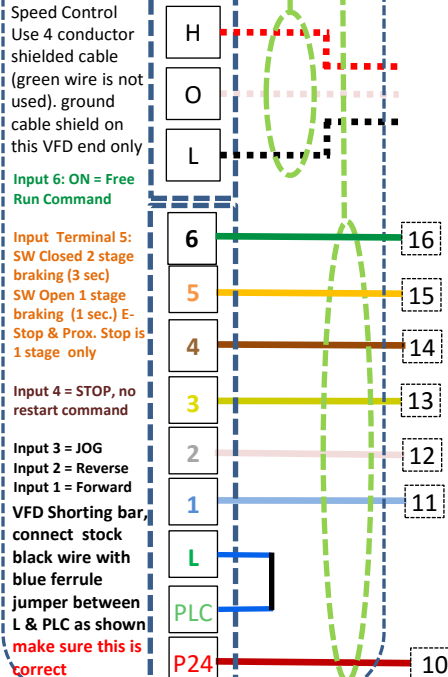 Speed Control
Use 4 conductor
shielded cable
(green wire is not
used). ground
cable shield on
this VFD end only
Input 6: ON = Free
Run Command
Input Terminal 5:
SW Closed 2 stage
braking (3 sec)
SW Open 1 stage
braking (1 sec.) E-
Stop & Prox. Stop is
1 stage only
Input 4 = STOP, no
restart command
Input 3 = JOG
Input 2 = Reverse
Input 1 = Forward
VFD Shorting bar,
connect stock
black wire with
blue ferrule
jumper between
L & PLC as shown
make sure this is
correct
H
O
L
6 16
5 15
4 14
3 13
2 12
1 11
L
PLC
P24 10